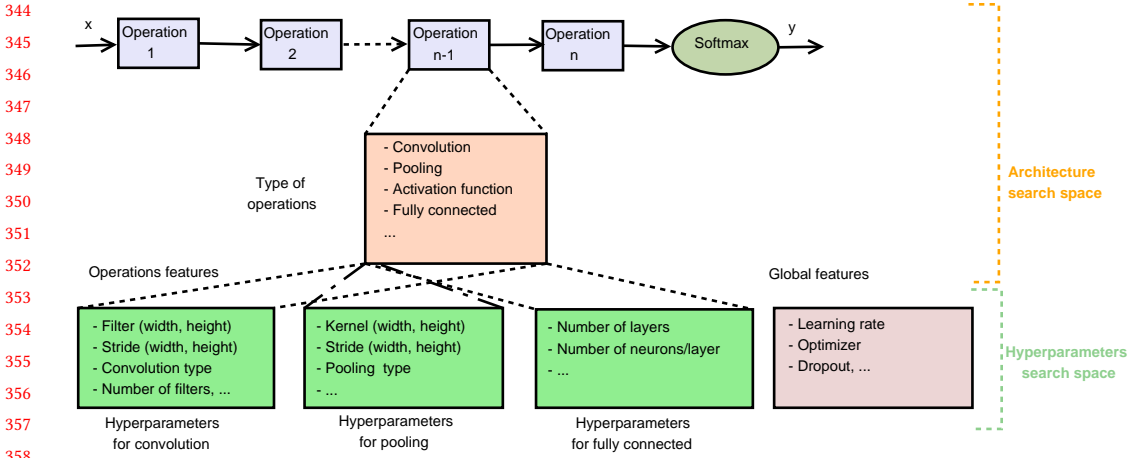 344
345
346
347
348
349
350
351
352
353
354
355
356
357
358
x
Operation
1
Operation
2
Operation
n-1
Operation
n
Softmax
y
- Convolution
- Pooling
- Activation function
- Fully connected
...
Type of
operations
Architecture
search space
Operations features
Global features
- Filter (width, height)
- Stride (width, height)
- Convolution type
- Number of filters, ...
- Kernel (width, height)
- Stride (width, height)
- Pooling type
- ...
- Number of layers
- Number of neurons/layer
- ...
- Learning rate
- Optimizer
- Dropout, ...
Hyperparameters
search space
Hyperparameters
for convolution
Hyperparameters
for pooling
Hyperparameters
for fully connected